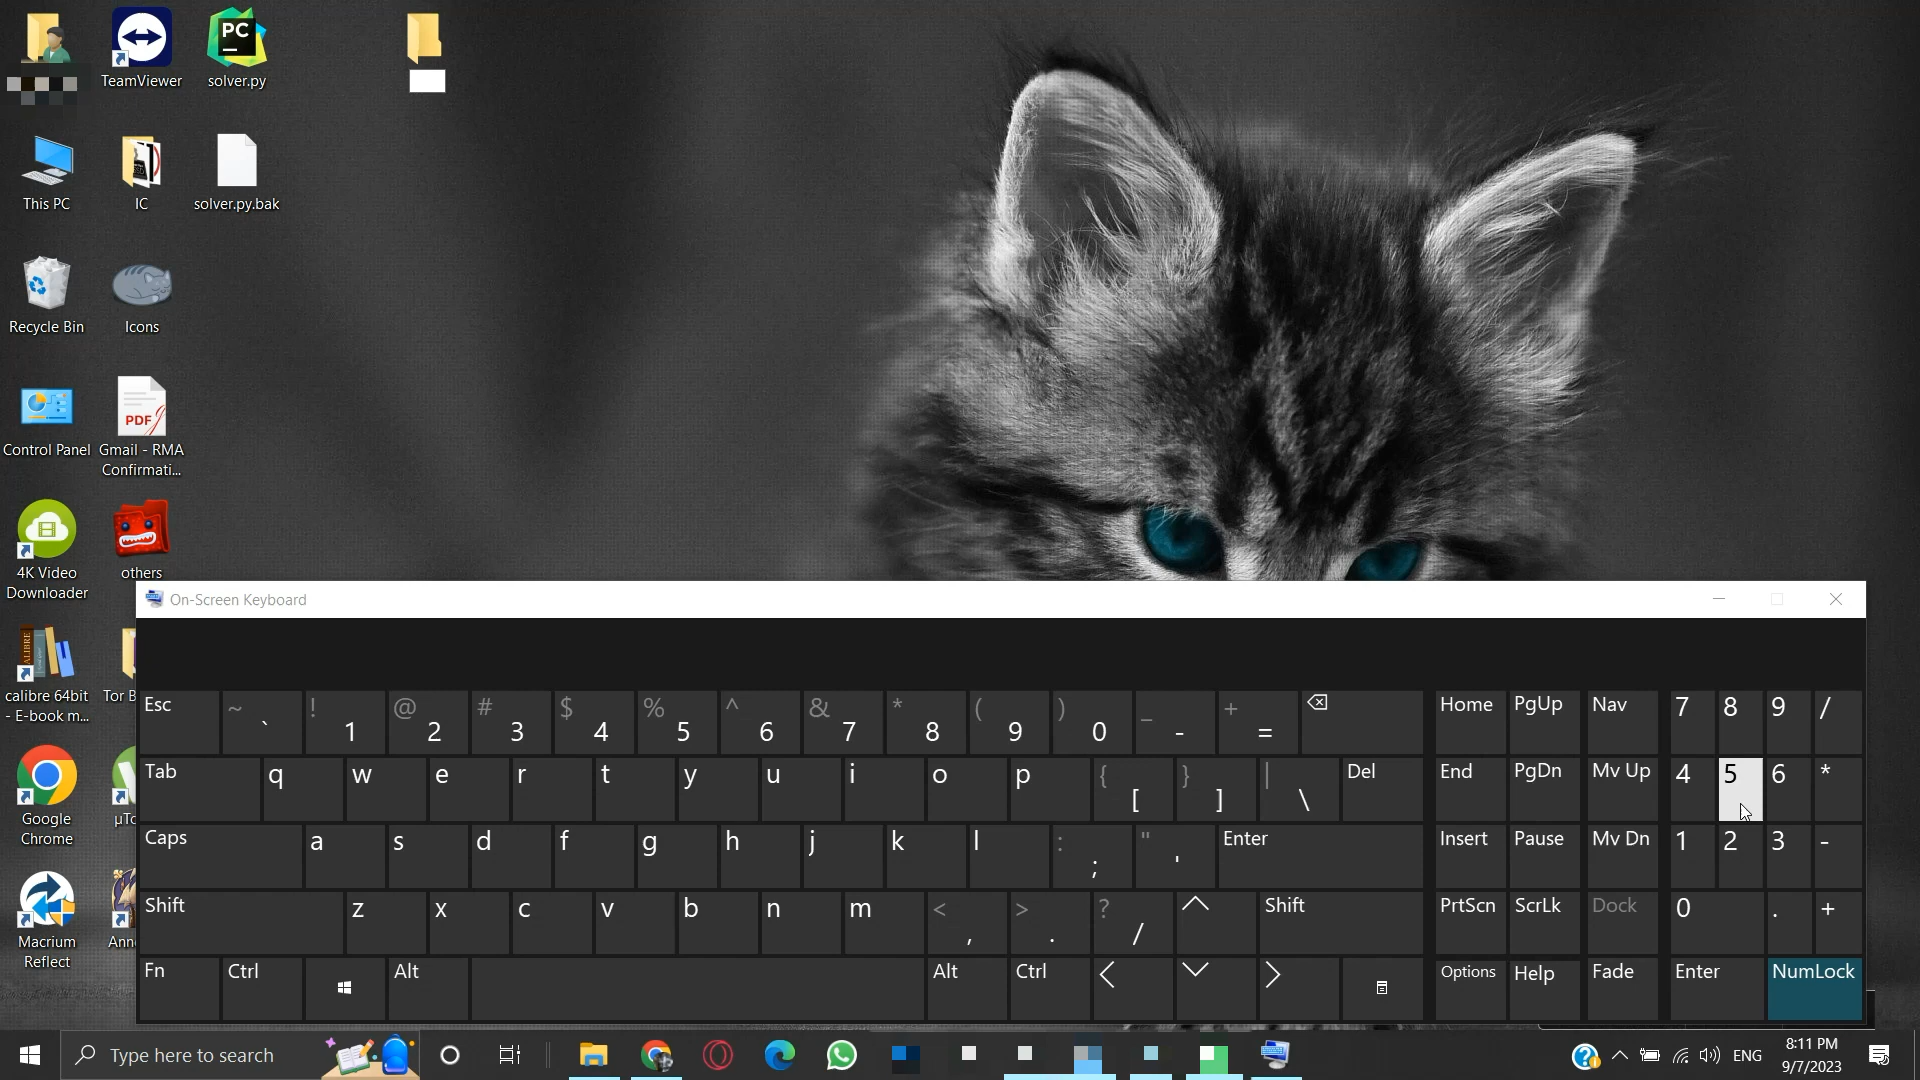 PC
TeamViewer
solver.py
This PC
IC
solver.py.bak
Recycle Bin
Icons
PDF
Control Panel
Gmail - RMA
Confirmati...
4K Video
Downloader
others
CALIBRE
calibre 64bit
- E-book m...
Tor B
Google
Chrome
µTo
Macrium
Reflect
Ann
On-Screen Keyboard
Esc ~ ` ! 1 @ 2 # 3 $ 4 % 5 ^ 6 & 7 * 8 ( 9 ) 0 _ - + = Home PgUp Nav 7 8 9 /
Tab q w e r t y u i o p { [ } ] | \ Del End PgDn Mv Up 4 5 6 *
Caps a s d f g h j k l : ; " ' Enter Insert Pause Mv Dn 1 2 3 -
Shift z x c v b n m < , > . ? / Shift PrtScn ScrLk Dock 0 . +
Fn Ctrl Alt Alt Ctrl Options Help Fade Enter NumLock
Type here to search
ENG
8:11 PM
9/7/2023